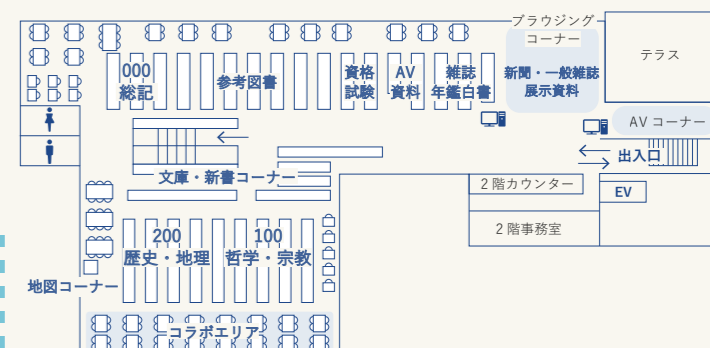 ブラウジング
コーナー
テラス
000
総記
参考図書
資格
試験
AV
資料
雑誌
年鑑白書
新聞・一般雑誌
展示資料
AV コーナー
出入口
文庫・新書コーナー
2 階カウンター
EV
2 階事務室
200
歴史・地理
100
哲学・宗教
地図コーナー
コラボエリア